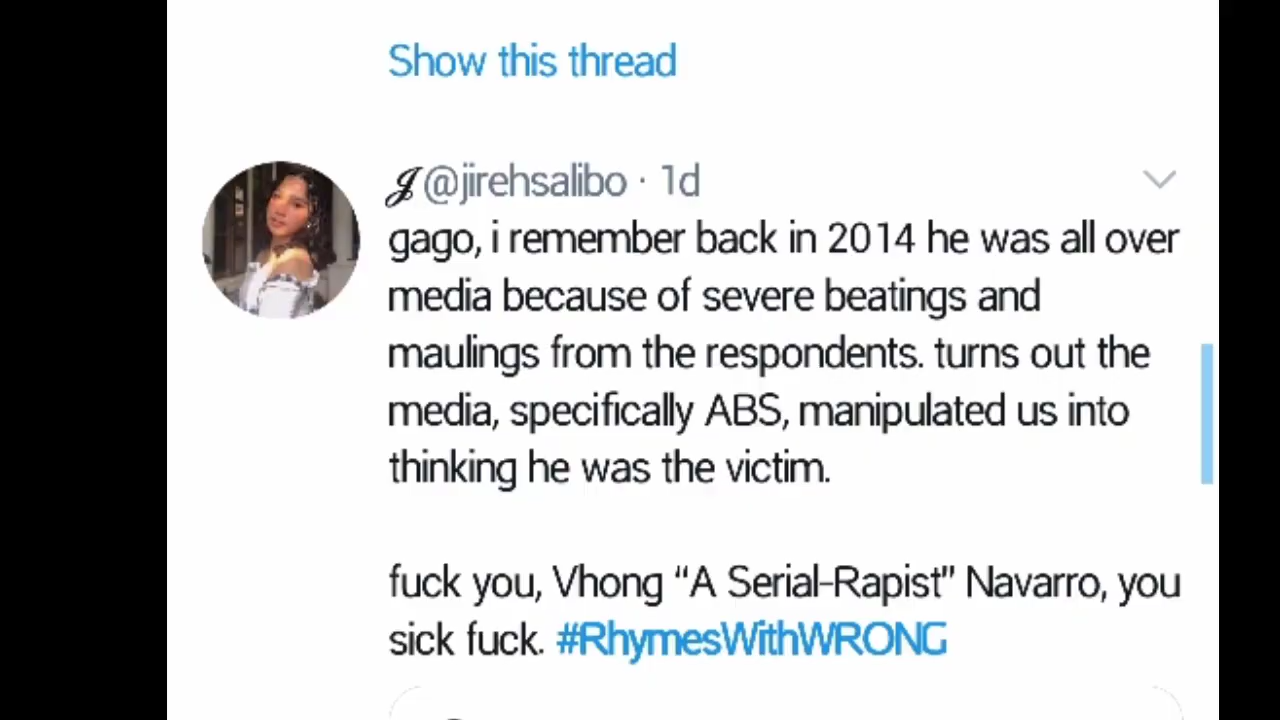 Show this thread
J @jirehsalibo · 1d
gago, i remember back in 2014 he was all over
media because of severe beatings and
maulings from the respondents. turns out the
media, specifically ABS, manipulated us into
thinking he was the victim.
fuck you, Vhong “A Serial-Rapist” Navarro, you
sick fuck. #RhymesWithWRONG